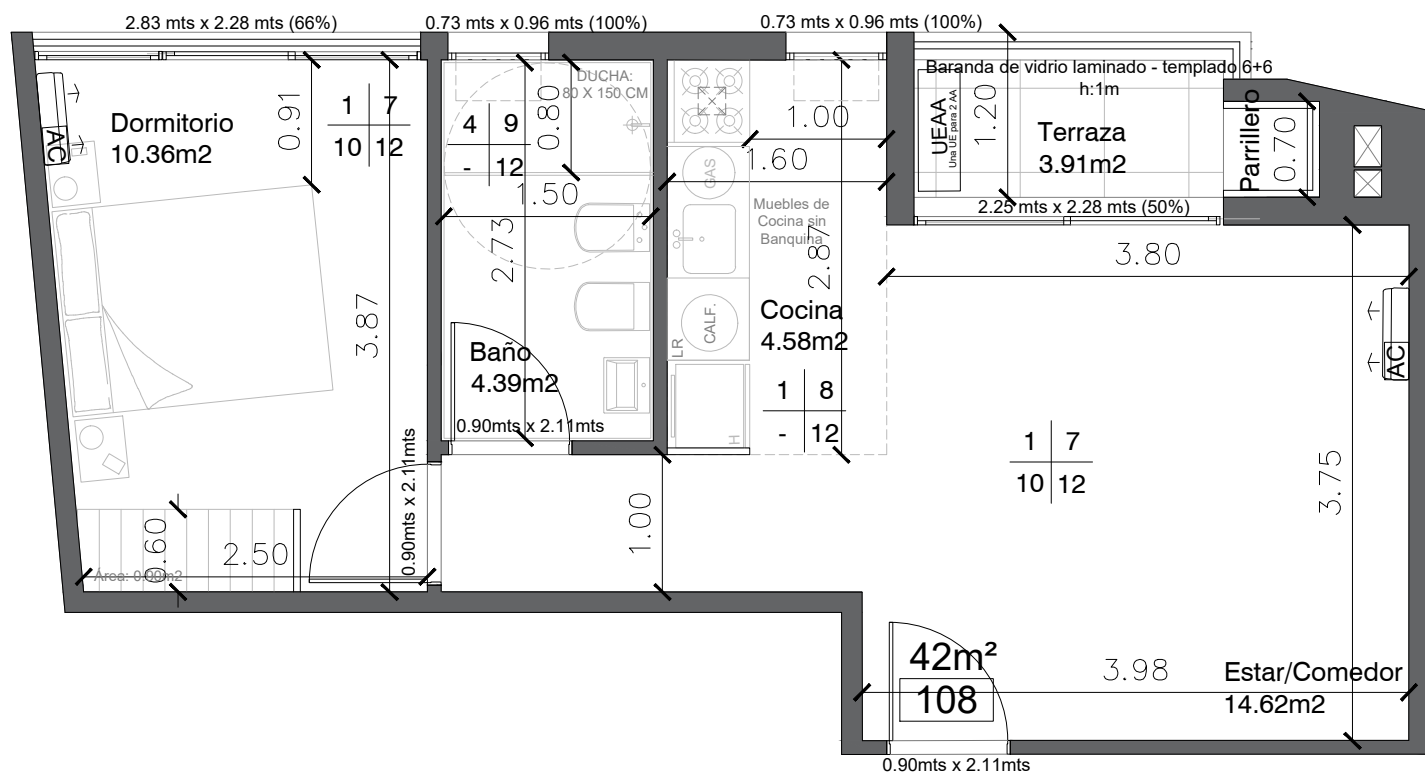 2.83 mts x 2.28 mts (66%)
0.73 mts x 0.96 mts (100%)
0.73 mts x 0.96 mts (100%)
Dormitorio
10.36m2
AC
0.91
1 7
10 12
3.87
0.60
2.50
Área: 0.00m2
0.90mts x 2.11mts
DUCHA:
80 X 150 CM
0.80
4 9
- 12
1.50
2.73
Baño
4.39m2
0.90mts x 2.11mts
1.00
1.60
GAS
Muebles de
Cocina sin
Banquina
2.87
CALF.
LR
Cocina
4.58m2
H
1 8
- 12
1.00
Baranda de vidrio laminado - templado 6+6
h:1m
UEAA
Una UE para 2 AA
1.20
Terraza
3.91m2
Parrillero
0.70
2.25 mts x 2.28 mts (50%)
3.80
AC
1 7
10 12
3.75
42m²
108
3.98
Estar/Comedor
14.62m2
0.90mts x 2.11mts